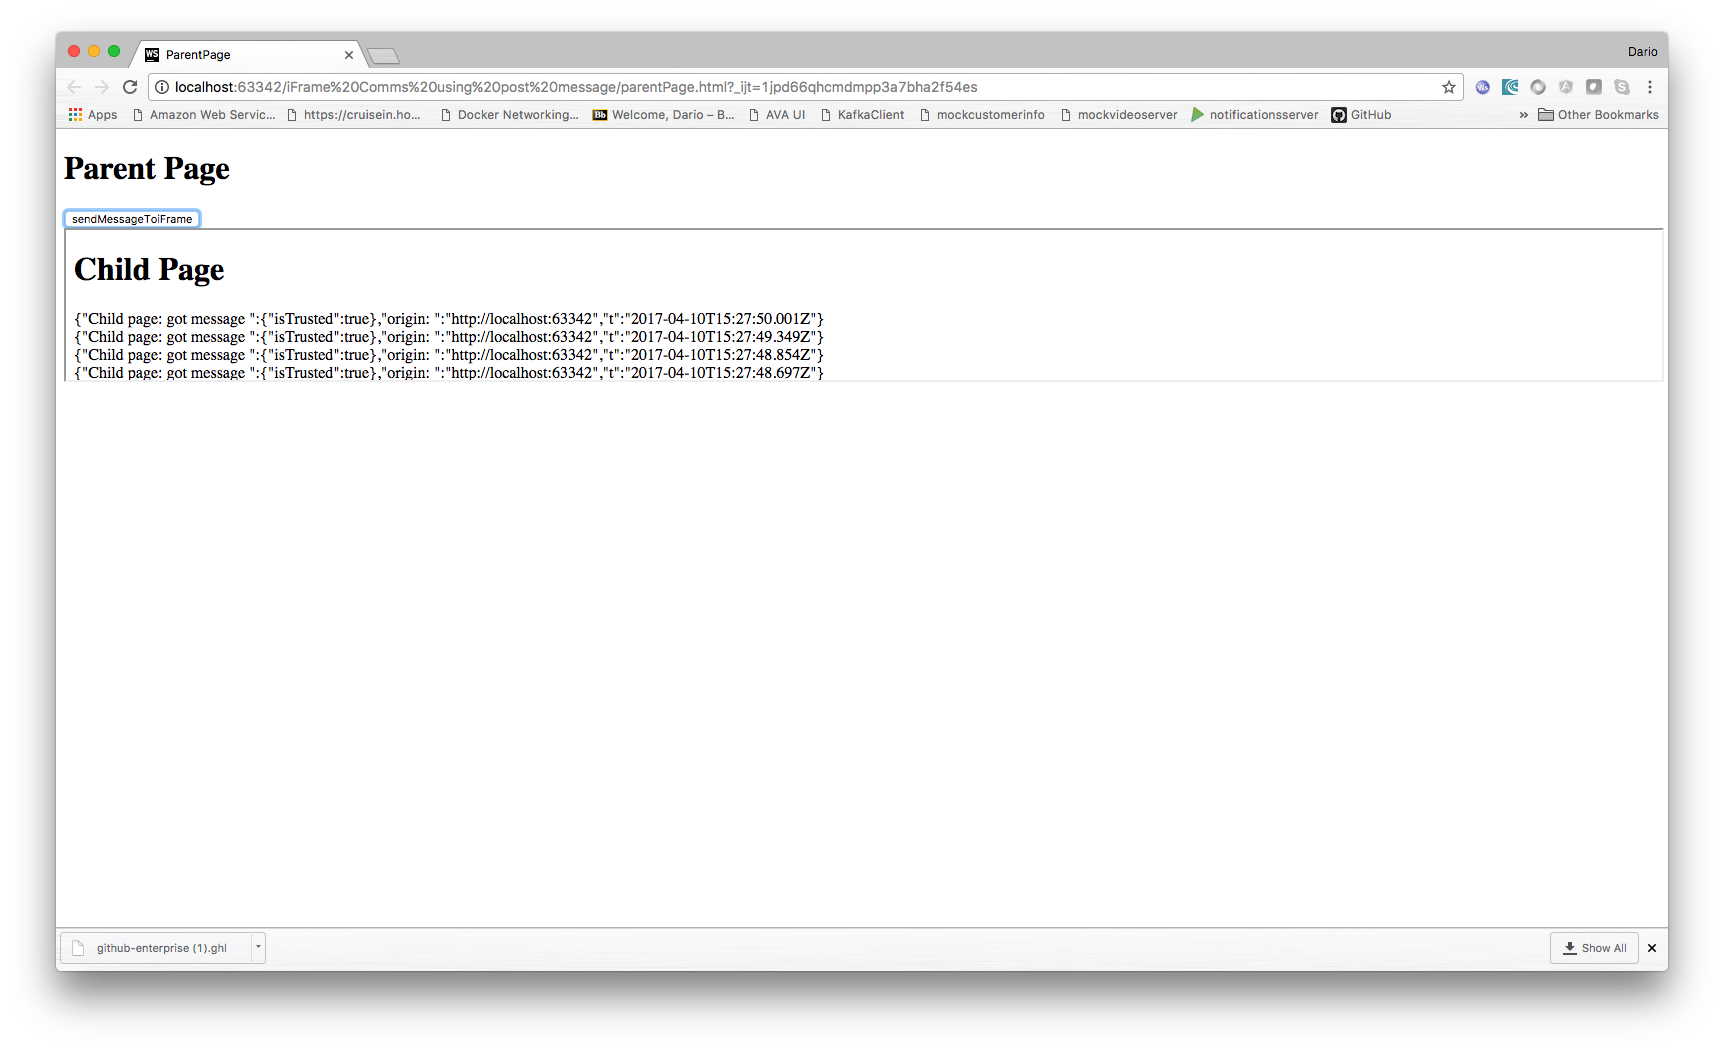 WS ParentPage
Dario
localhost:63342/iFrame%20Comms%20using%20post%20message/parentPage.html?_ijt=1jpd66qhcmdmpp3a7bha2f54es
Apps Amazon Web Servic... https://cruisein.ho... Docker Networking... Bb Welcome, Dario – B... AVA UI KafkaClient mockcustomerinfo mockvideoserver notificationsserver GitHub » Other Bookmarks
Parent Page
sendMessageToiFrame
Child Page
{"Child page: got message ":{"isTrusted":true},"origin: ":"http://localhost:63342","t":"2017-04-10T15:27:50.001Z"}
{"Child page: got message ":{"isTrusted":true},"origin: ":"http://localhost:63342","t":"2017-04-10T15:27:49.349Z"}
{"Child page: got message ":{"isTrusted":true},"origin: ":"http://localhost:63342","t":"2017-04-10T15:27:48.854Z"}
{"Child page: got message ":{"isTrusted":true},"origin: ":"http://localhost:63342","t":"2017-04-10T15:27:48.697Z"}
github-enterprise (1).ghl
Show All